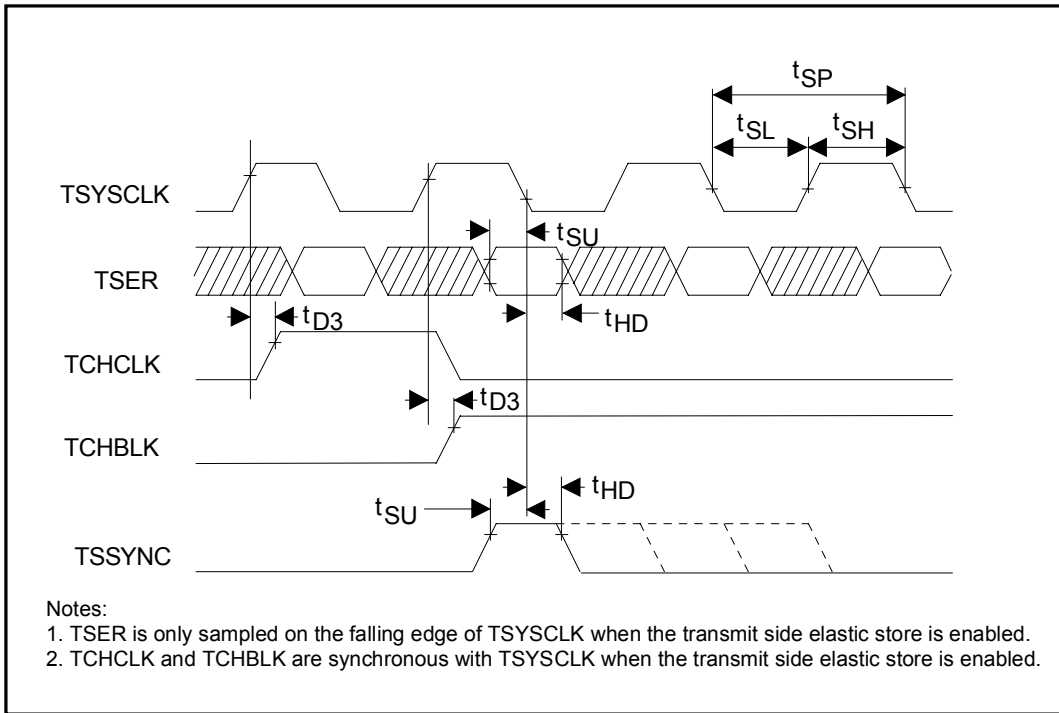 tSP
tSL tSH
TSYSCLK
tSU
TSER
tD3 tHD
TCHCLK
tD3
TCHBLK
tHD
tSU
TSSYNC
Notes:
1. TSER is only sampled on the falling edge of TSYSCLK when the transmit side elastic store is enabled.
2. TCHCLK and TCHBLK are synchronous with TSYSCLK when the transmit side elastic store is enabled.